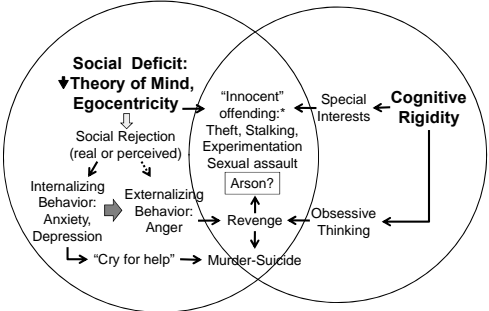 Social Deficit:
Theory of Mind,
Egocentricity
Social Rejection
(real or perceived)
Internalizing
Behavior:
Anxiety,
Depression
Externalizing
Behavior:
Anger
“Cry for help”
“Innocent”
offending:*
Theft, Stalking,
Experimentation
Sexual assault
Arson?
Revenge
Murder-Suicide
Special
Interests
Cognitive
Rigidity
Obsessive
Thinking